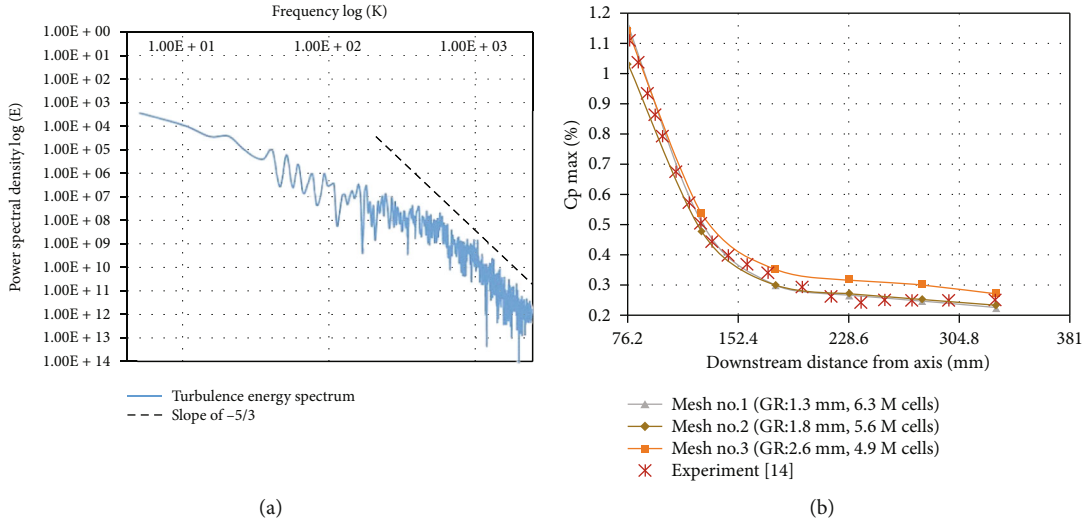 Frequency log (K)
1.00E + 01
1.00E + 02
1.00E + 03
Power spectral density log (E)
1.00E + 00
1.00E + 01
1.00E + 02
1.00E + 03
1.00E + 04
1.00E + 05
1.00E + 06
1.00E + 07
1.00E + 08
1.00E + 09
1.00E + 10
1.00E + 11
1.00E + 12
1.00E + 13
1.00E + 14
Turbulence energy spectrum
Slope of –5/3
(a)
Cp max (%)
1.2
1.1
1
0.9
0.8
0.7
0.6
0.5
0.4
0.3
0.2
76.2
152.4
228.6
304.8
381
Downstream distance from axis (mm)
Mesh no.1 (GR:1.3 mm, 6.3 M cells)
Mesh no.2 (GR:1.8 mm, 5.6 M cells)
Mesh no.3 (GR:2.6 mm, 4.9 M cells)
Experiment [14]
(b)